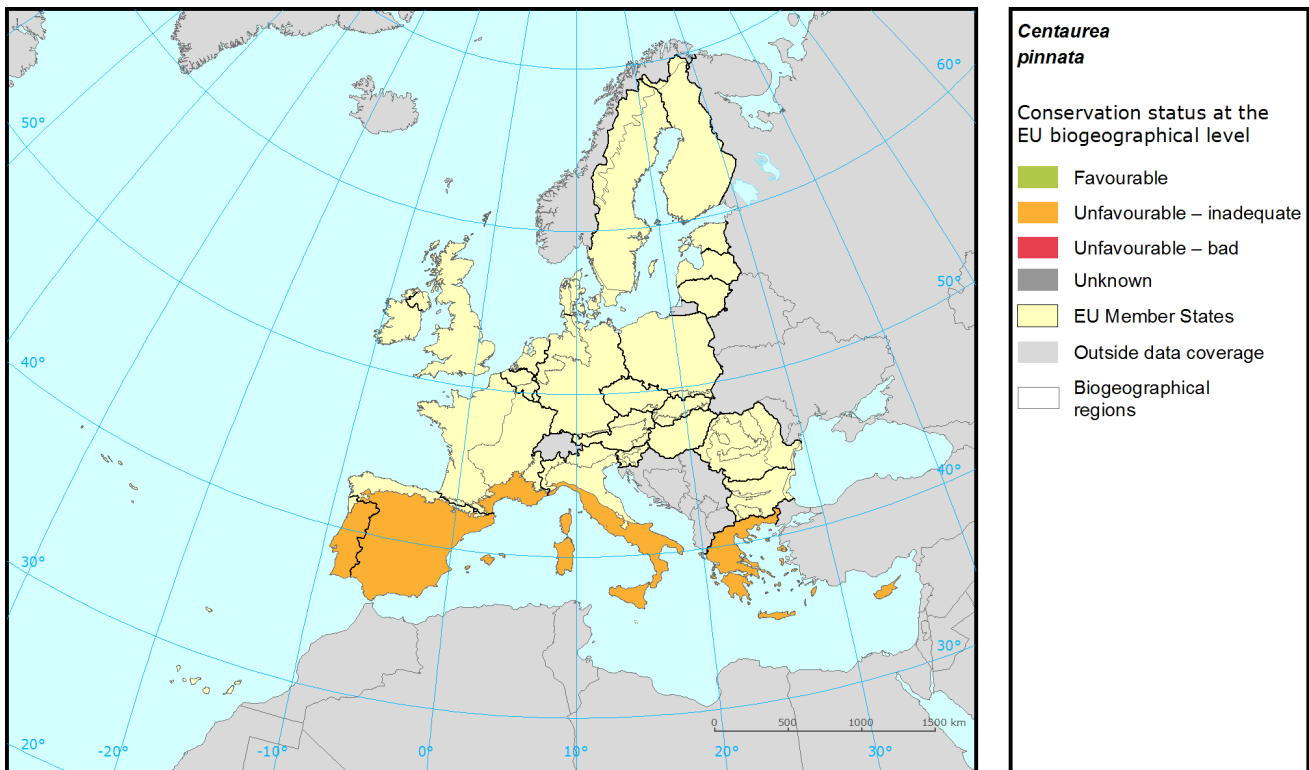 Centaurea
pinnata
Conservation status at the
EU biogeographical level
Favourable
Unfavourable – inadequate
Unfavourable – bad
Unknown
EU Member States
Outside data coverage
Biogeographical
regions
60°
50°
50°
40°
40°
30°
30°
20°
-20°
-10°
0°
10°
20°
30°
0 500 1000 1500 km